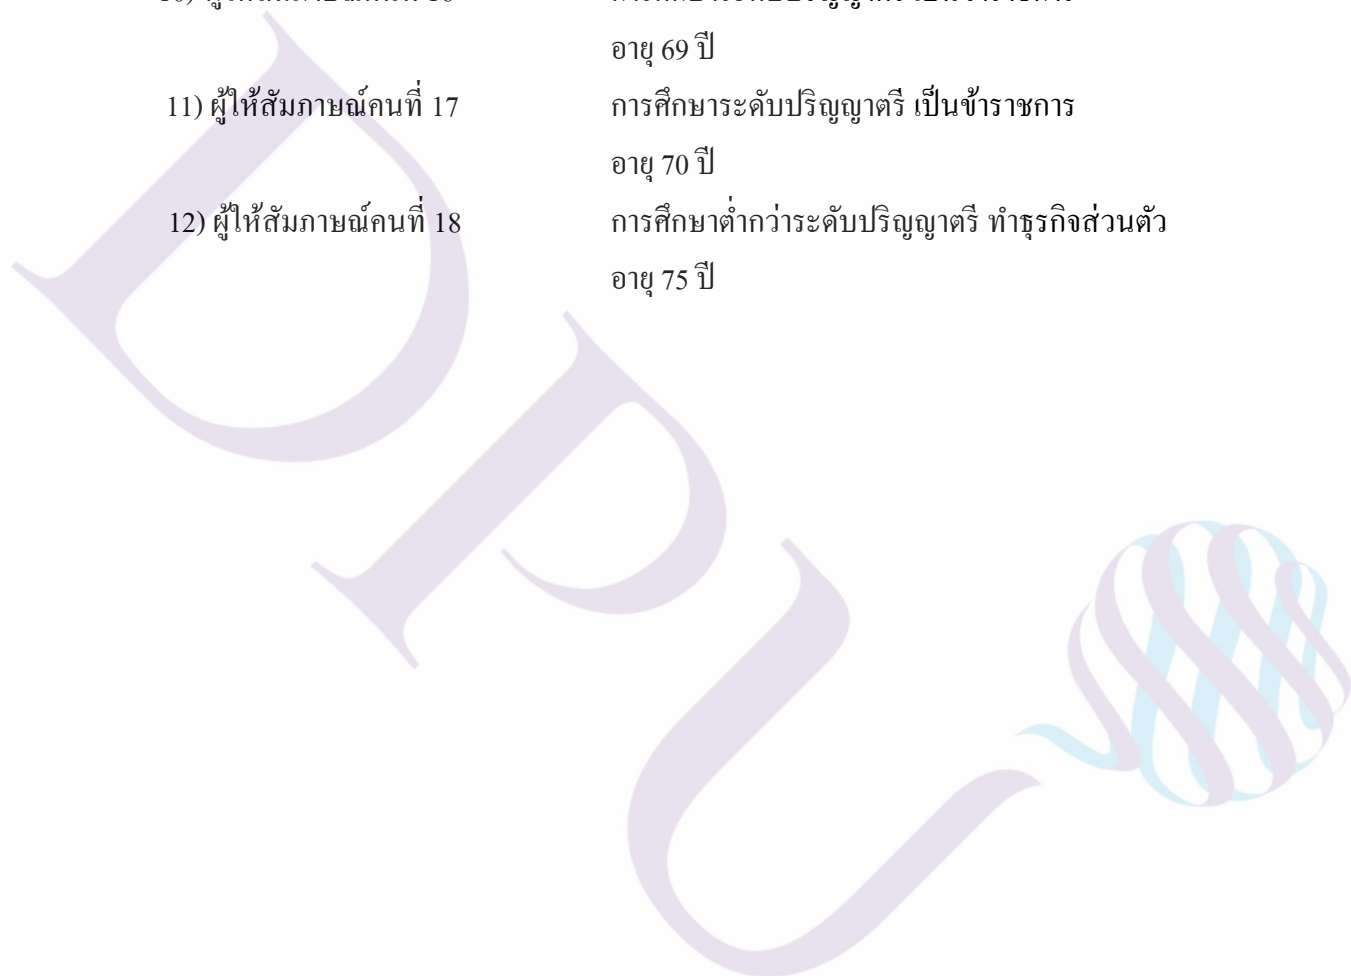 อายุ 69 ปี
11) ผู้ให้สัมภาษณ์คนที่ 17 การศึกษาระดับปริญญาตรี เป็นข้าราชการ
อายุ 70 ปี
12) ผู้ให้สัมภาษณ์คนที่ 18 การศึกษาต่ำกว่าระดับปริญญาตรี ทำธุรกิจส่วนตัว
อายุ 75 ปี
DPU